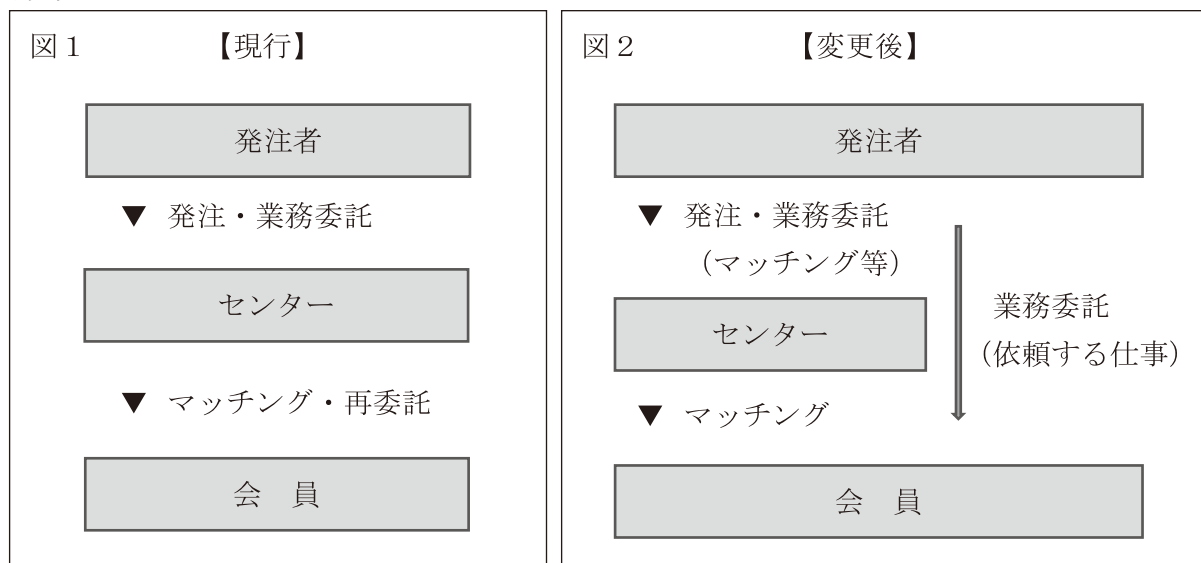 図1 【現行】
発注者
▼ 発注・業務委託
センター
▼ マッチング・再委託
会 員
図2 【変更後】
発注者
▼ 発注・業務委託
(マッチング等)
センター
▼ マッチング
業務委託
(依頼する仕事)
会 員